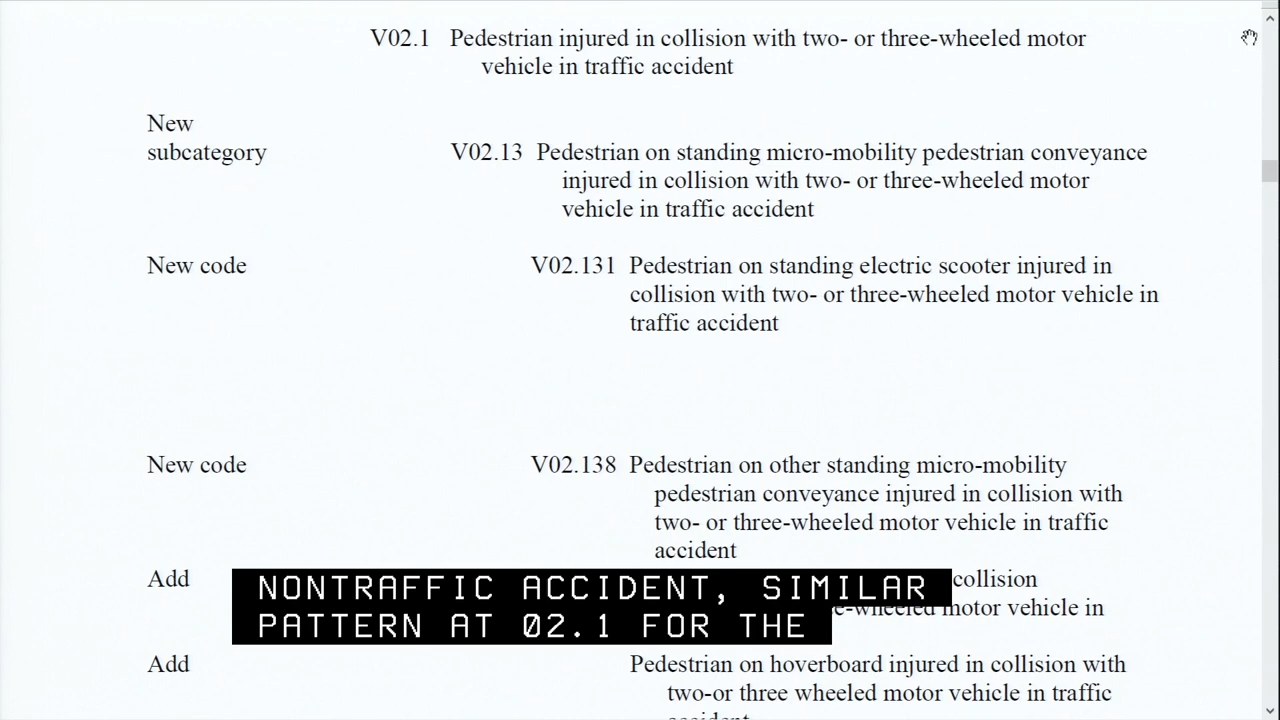 V02.1 Pedestrian injured in collision with two- or three-wheeled motor
vehicle in traffic accident
New
subcategory V02.13 Pedestrian on standing micro-mobility pedestrian conveyance
injured in collision with two- or three-wheeled motor
vehicle in traffic accident
New code V02.131 Pedestrian on standing electric scooter injured in
collision with two- or three-wheeled motor vehicle in
traffic accident
New code V02.138 Pedestrian on other standing micro-mobility
pedestrian conveyance injured in collision with
two- or three-wheeled motor vehicle in traffic
accident
Add collision
motor vehicle in
NONTRAFFIC ACCIDENT, SIMILAR
PATTERN AT 02.1 FOR THE
Add Pedestrian on hoverboard injured in collision with
two-or three wheeled motor vehicle in traffic